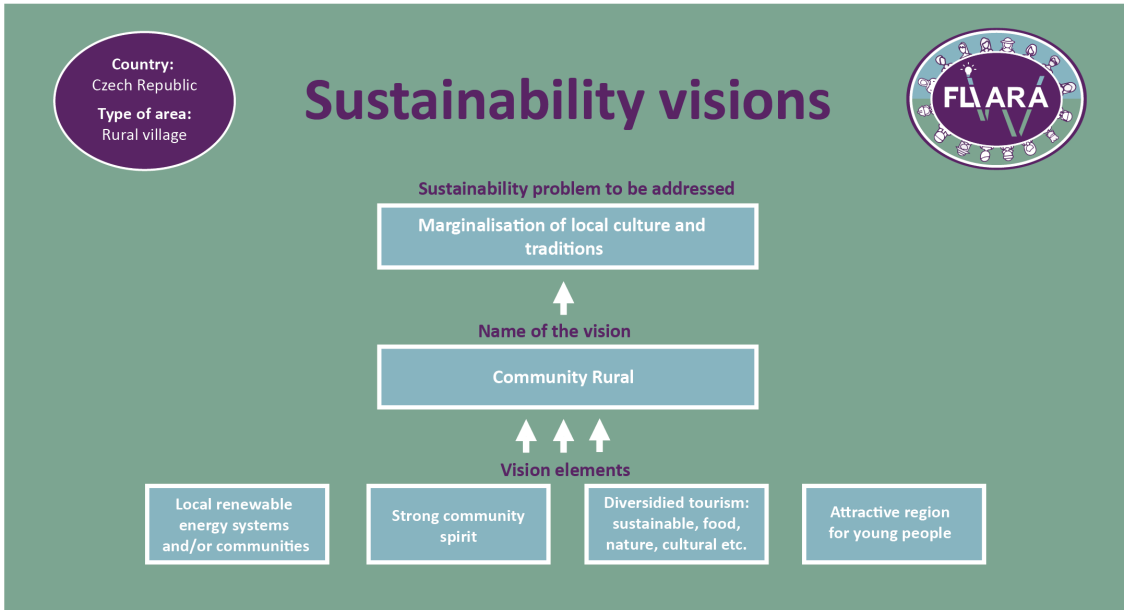 Country:
Czech Republic
Type of area:
Rural village
Sustainability visions
FLIARA
Sustainability problem to be addressed
Marginalisation of local culture and
traditions
Name of the vision
Community Rural
Vision elements
Local renewable
energy systems
and/or communities
Strong community
spirit
Diversidied tourism:
sustainable, food,
nature, cultural etc.
Attractive region
for young people